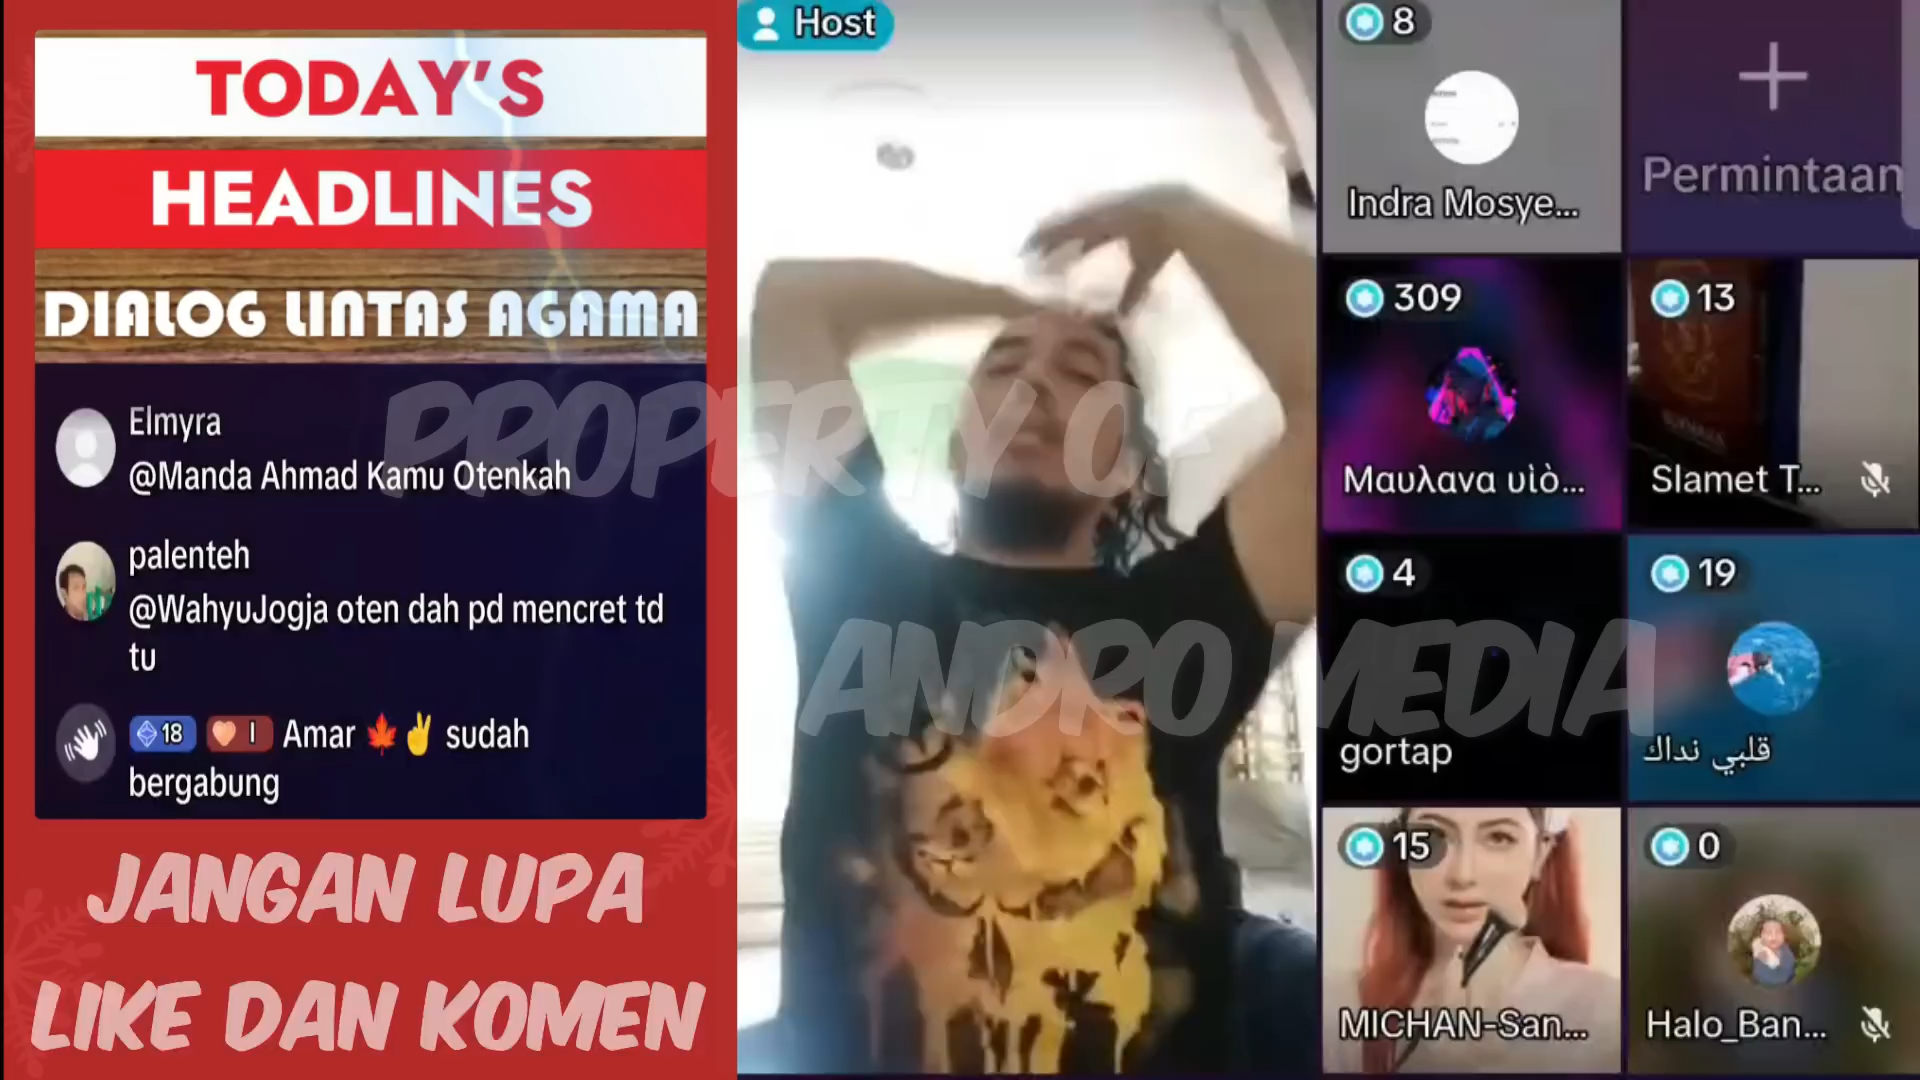 TODAY'S
HEADLINES
DIALOG LINTAS AGAMA
Elmyra
@Manda Ahmad Kamu Otenkah
palenteh
@WahyuJogja oten dah pd mencret td
tu
18 1 Amar 🍁✌ sudah
bergabung
JANGAN LUPA
LIKE DAN KOMEN
PROPERTY OF
ANDRO MEDIA
Host
8
Indra Mosye...
Permintaan
309
Μαυλανα υἱὸ...
13
Slamet T...
4
gortap
19
قلبي نداك
15
MICHAN-San...
0
Halo_Ban...